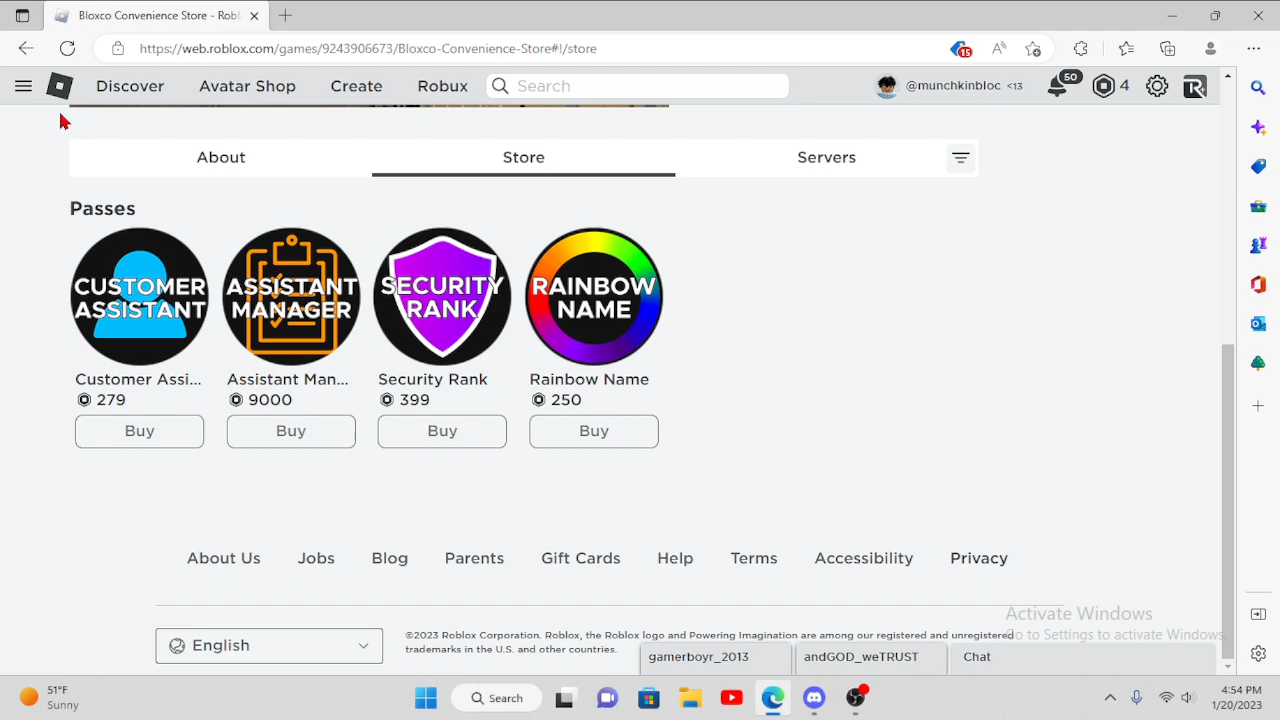 Bloxco Convenience Store - Robl
https://web.roblox.com/games/9243906673/Bloxco-Convenience-Store#!/store
15
Discover
Avatar Shop
Create
Robux
Search
@munchkinbloc <13
50
4
About
Store
Servers
Passes
CUSTOMER
ASSISTANT
ASSISTANT
MANAGER
SECURITY
RANK
RAINBOW
NAME
Customer Assi...
Assistant Man...
Security Rank
Rainbow Name
279
9000
399
250
Buy
Buy
Buy
Buy
About Us
Jobs
Blog
Parents
Gift Cards
Help
Terms
Accessibility
Privacy
Activate Windows
Go to Settings to activate Windows.
English
©2023 Roblox Corporation. Roblox, the Roblox logo and Powering Imagination are among our registered and unregistered
trademarks in the U.S. and other countries.
gamerboyr_2013
andGOD_weTRUST
Chat
51°F
Sunny
Search
4:54 PM
1/20/2023